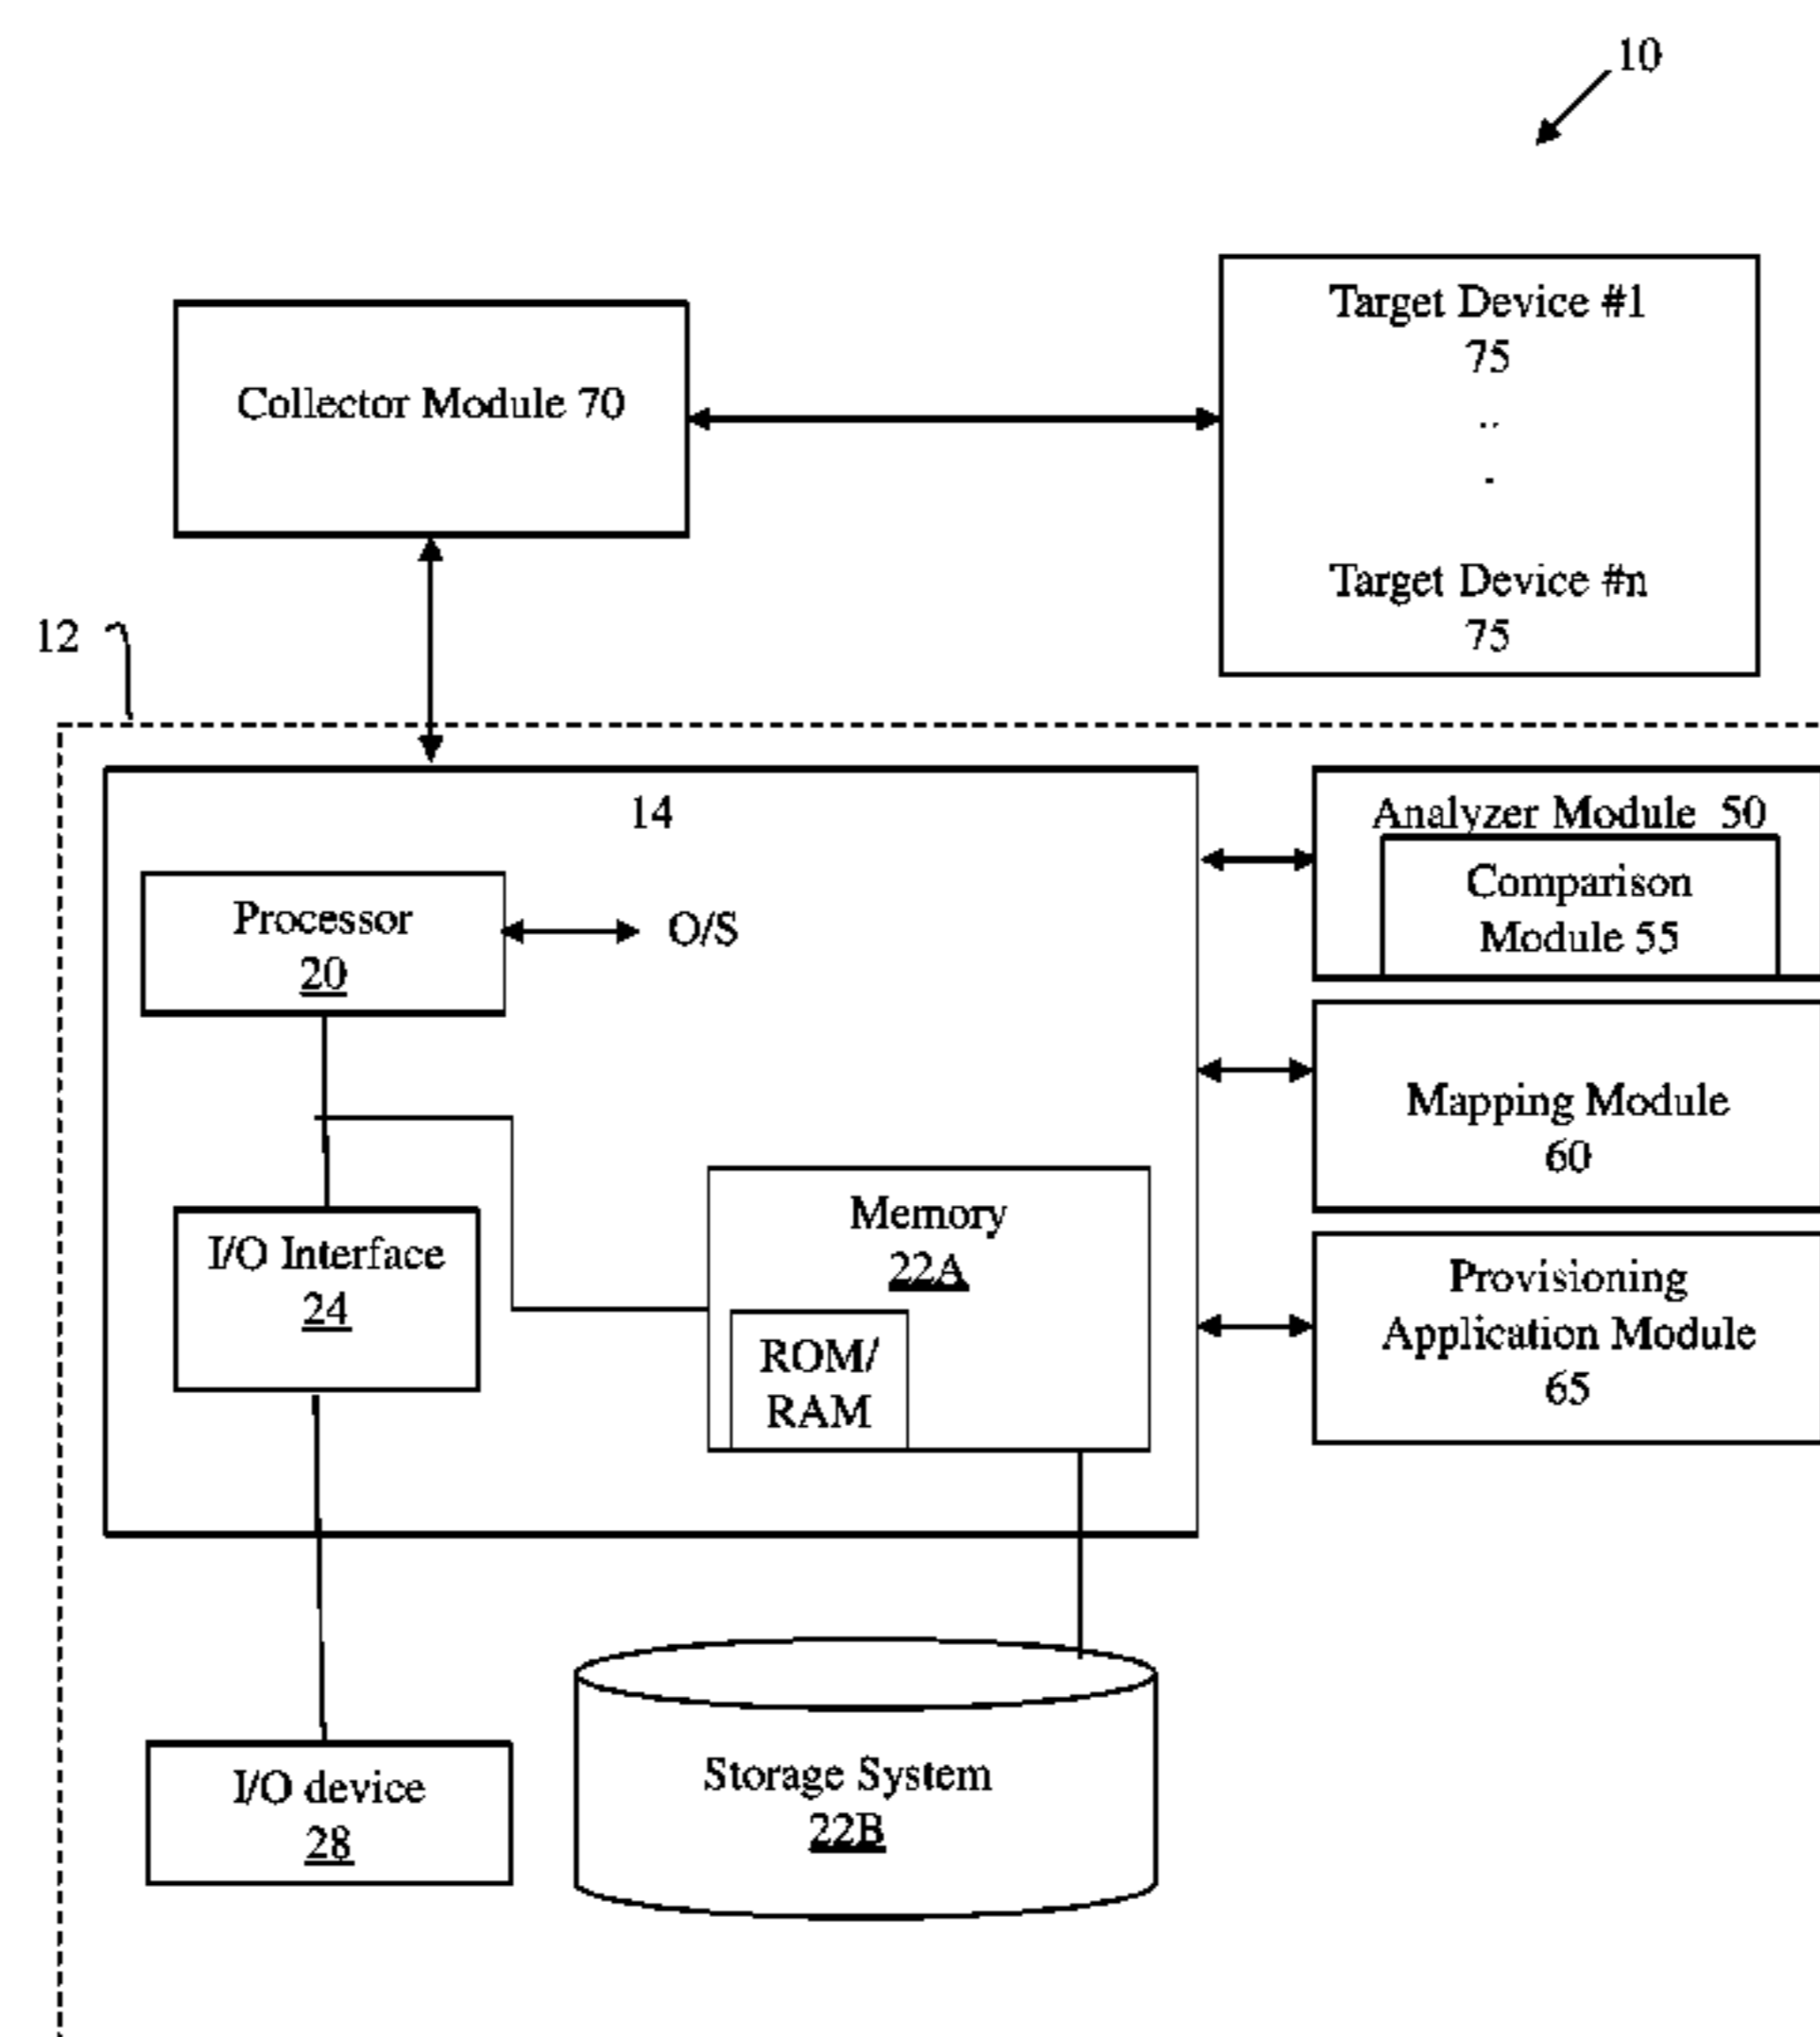 10
Target Device #1
75
Collector Module 70
Target Device #n
75
12
14
Analyzer Module 50
Comparison
Module 55
Processor
20
O/S
Mapping Module
60
I/O Interface
24
Memory
22A
ROM/
RAM
Provisioning
Application Module
65
I/O device
28
Storage System
22B